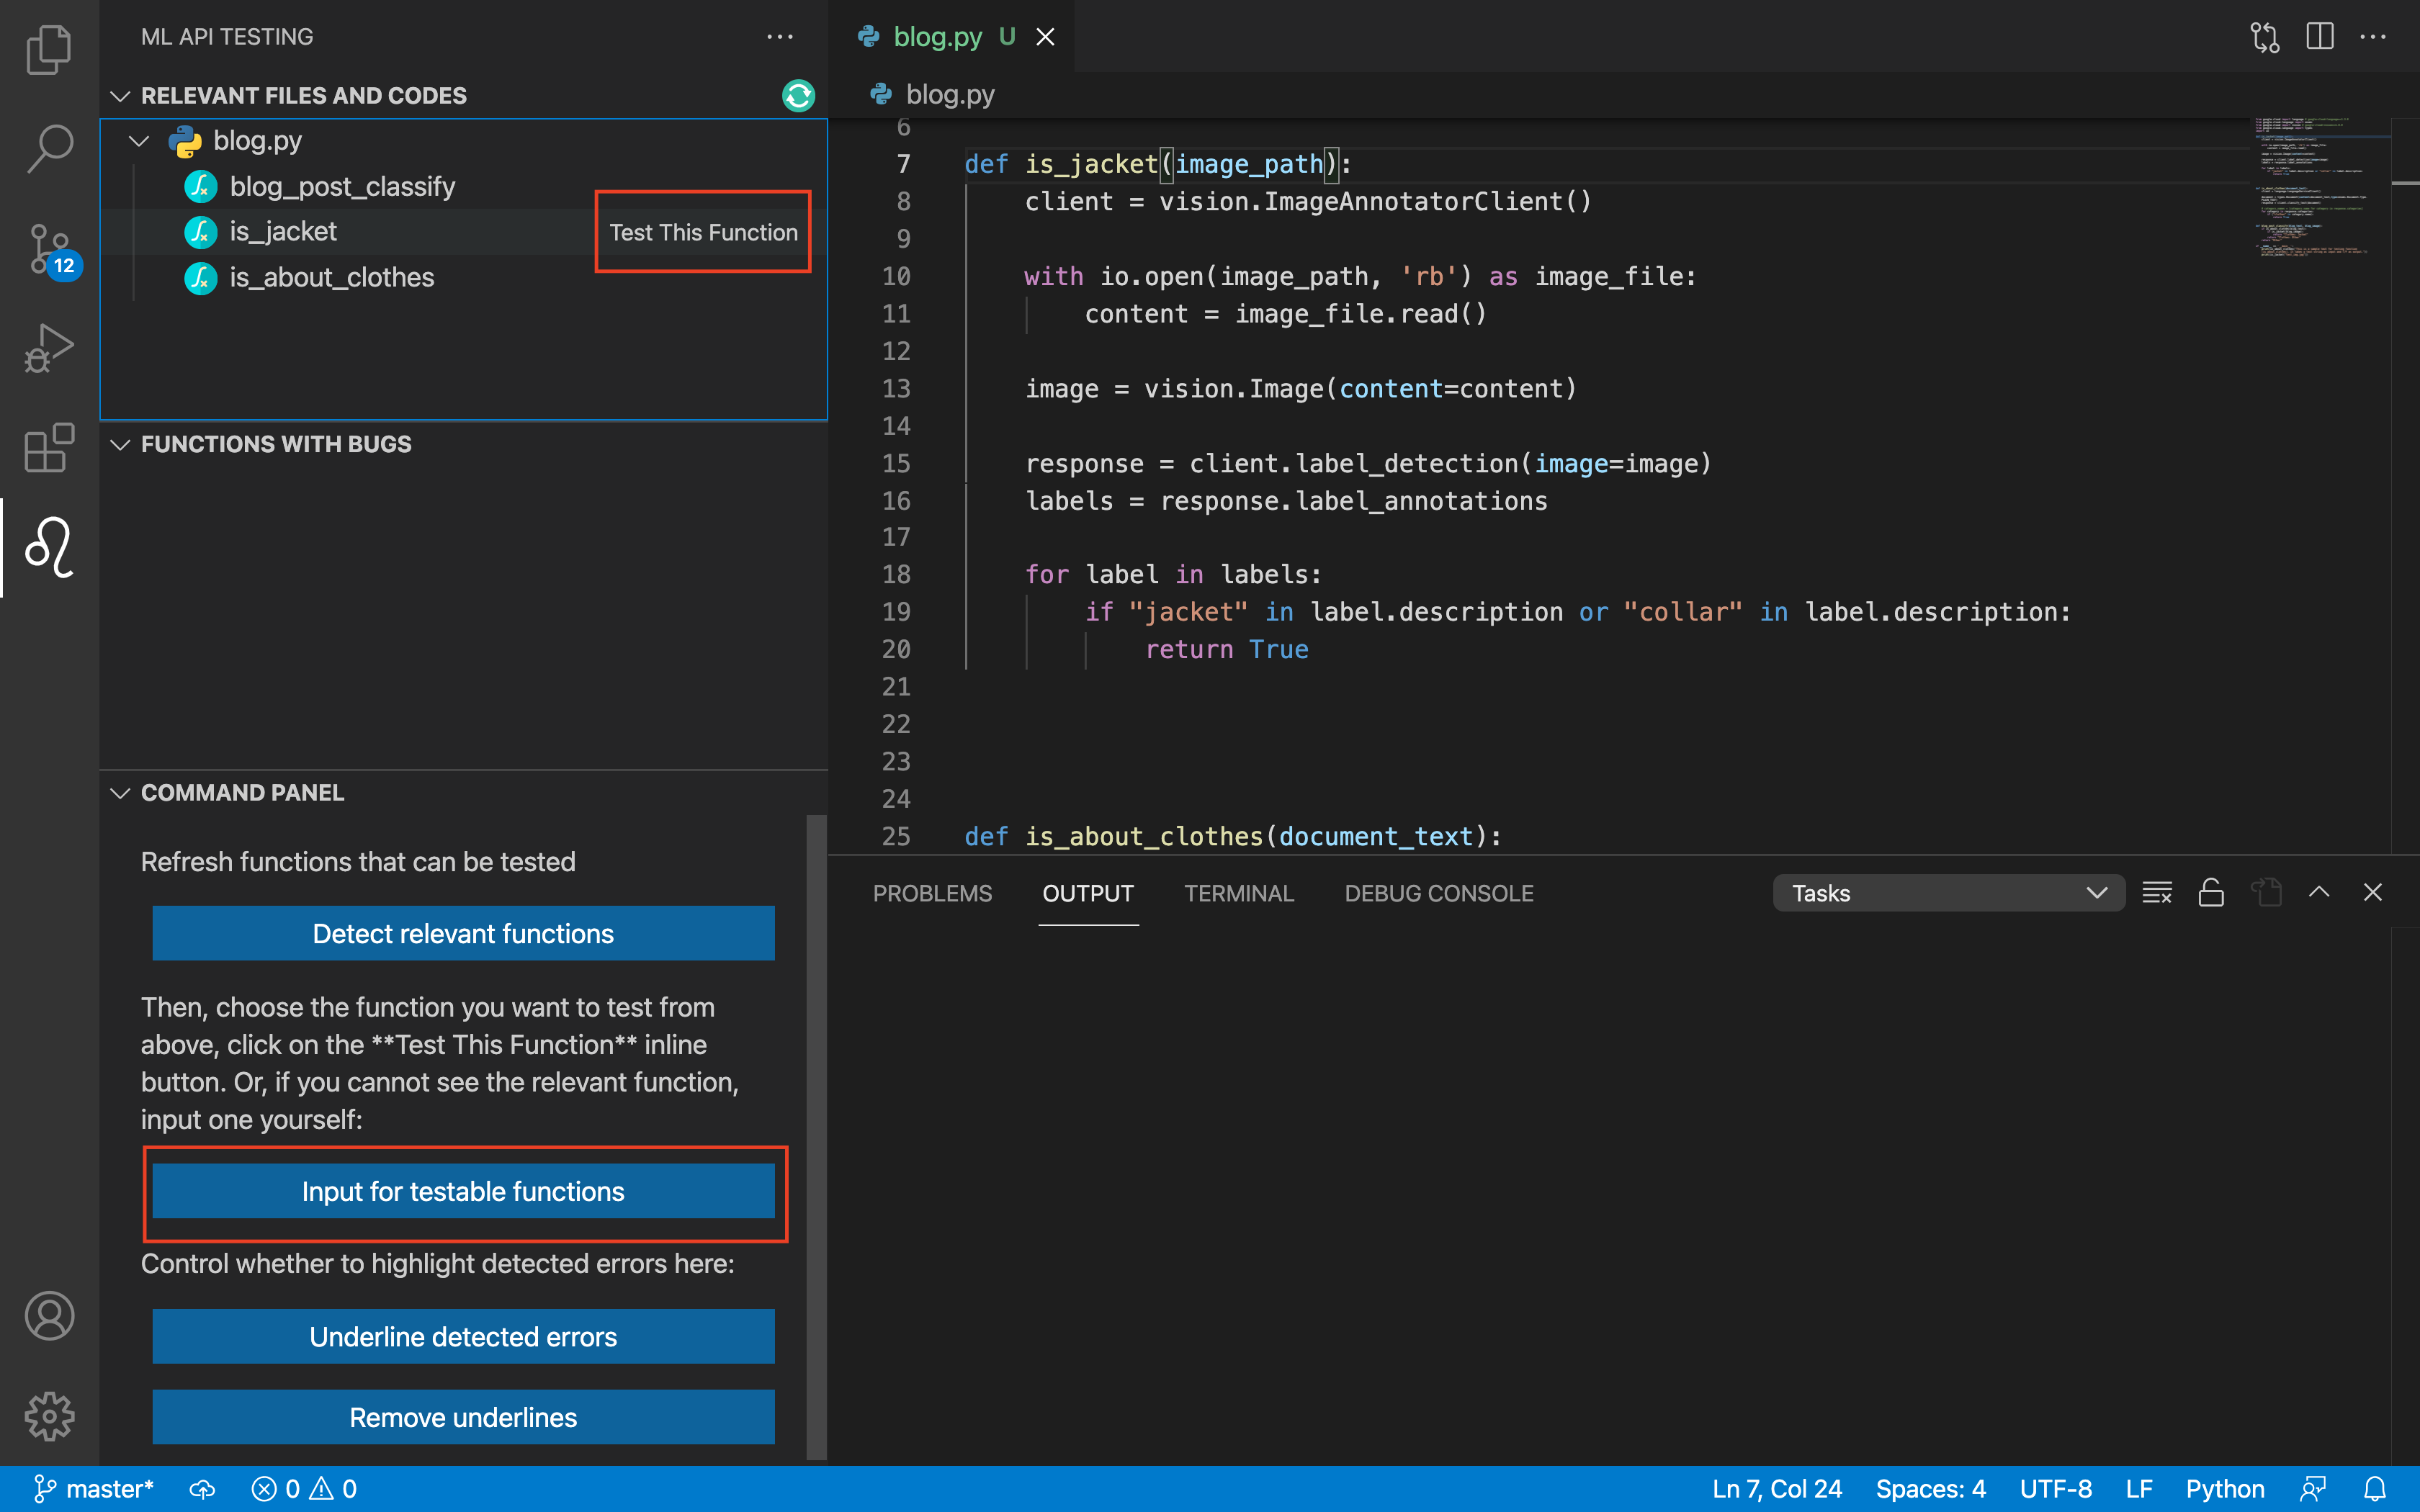 ML API TESTING
RELEVANT FILES AND CODES
blog.py
blog_post_classify
is_jacket
Test This Function
is_about_clothes
FUNCTIONS WITH BUGS
COMMAND PANEL
Refresh functions that can be tested
Detect relevant functions
Then, choose the function you want to test from
above, click on the **Test This Function** inline
button. Or, if you cannot see the relevant function,
input one yourself:
Input for testable functions
Control whether to highlight detected errors here:
Underline detected errors
Remove underlines
12
blog.py U
blog.py
6
7 def is_jacket(image_path):
8 client = vision.ImageAnnotatorClient()
9
10 with io.open(image_path, 'rb') as image_file:
11 content = image_file.read()
12
13 image = vision.Image(content=content)
14
15 response = client.label_detection(image=image)
16 labels = response.label_annotations
17
18 for label in labels:
19 if "jacket" in label.description or "collar" in label.description:
20 return True
21
22
23
24
25 def is_about_clothes(document_text):
PROBLEMS OUTPUT TERMINAL DEBUG CONSOLE Tasks
master* 0 0 Ln 7, Col 24 Spaces: 4 UTF-8 LF Python